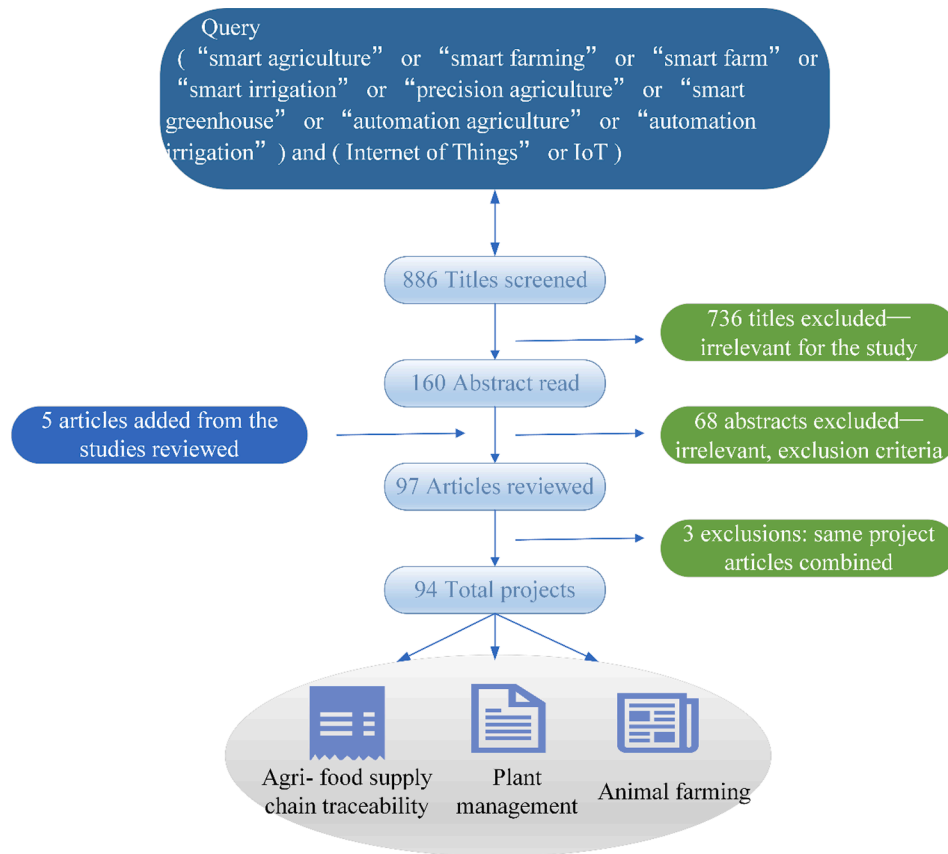 Query
( “smart agriculture” or “smart farming” or “smart farm” or
“smart irrigation” or “precision agriculture” or “smart
greenhouse” or “automation agriculture” or “automation
irrigation” ) and ( Internet of Things” or IoT )
886 Titles screened
736 titles excluded—
irrelevant for the study
160 Abstract read
5 articles added from the
studies reviewed
68 abstracts excluded—
irrelevant, exclusion criteria
97 Articles reviewed
3 exclusions: same project
articles combined
94 Total projects
Agri- food supply
chain traceability
Plant
management
Animal farming